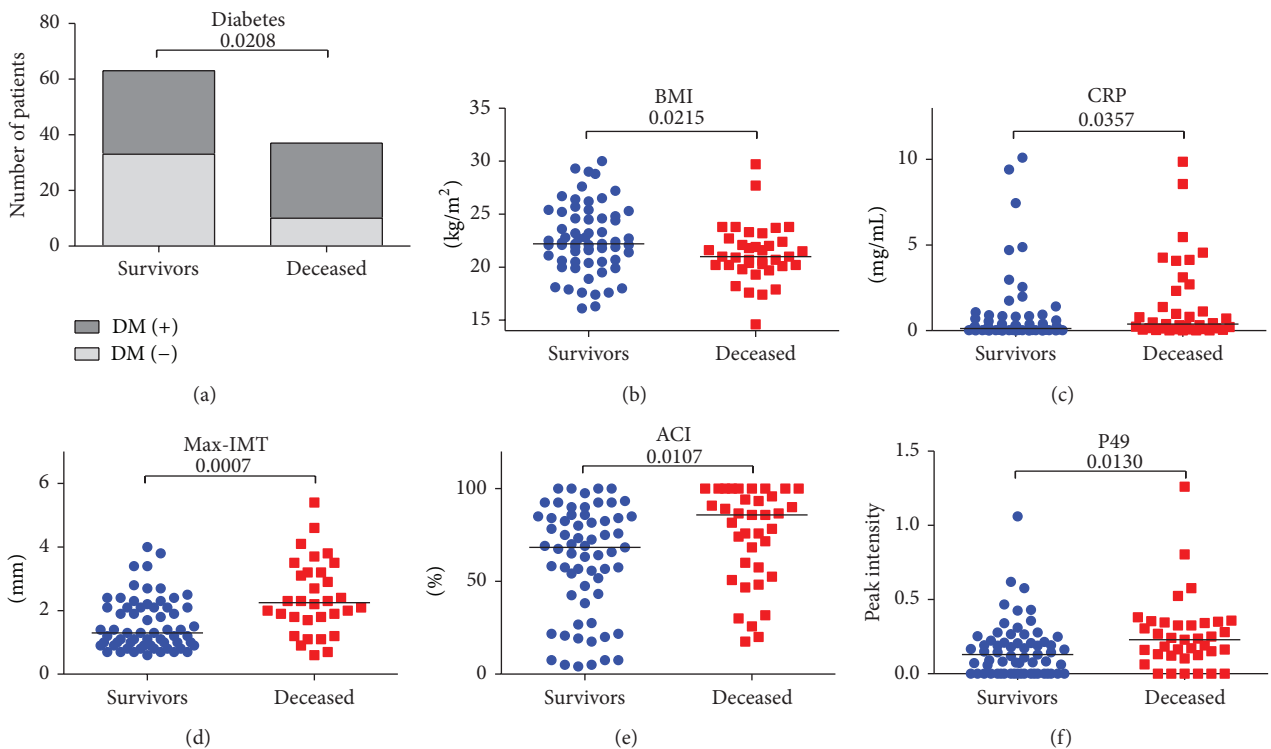 Diabetes
0.0208
Number of patients
80
60
40
20
0
Survivors
Deceased
DM (+)
DM (−)
(a)
BMI
0.0215
(kg/m²)
35
30
25
20
15
Survivors
Deceased
(b)
CRP
0.0357
(mg/mL)
10
5
0
Survivors
Deceased
(c)
Max-IMT
0.0007
(mm)
6
4
2
0
Survivors
Deceased
(d)
ACI
0.0107
(%)
100
50
0
Survivors
Deceased
(e)
P49
0.0130
Peak intensity
1.5
1.0
0.5
0.0
Survivors
Deceased
(f)